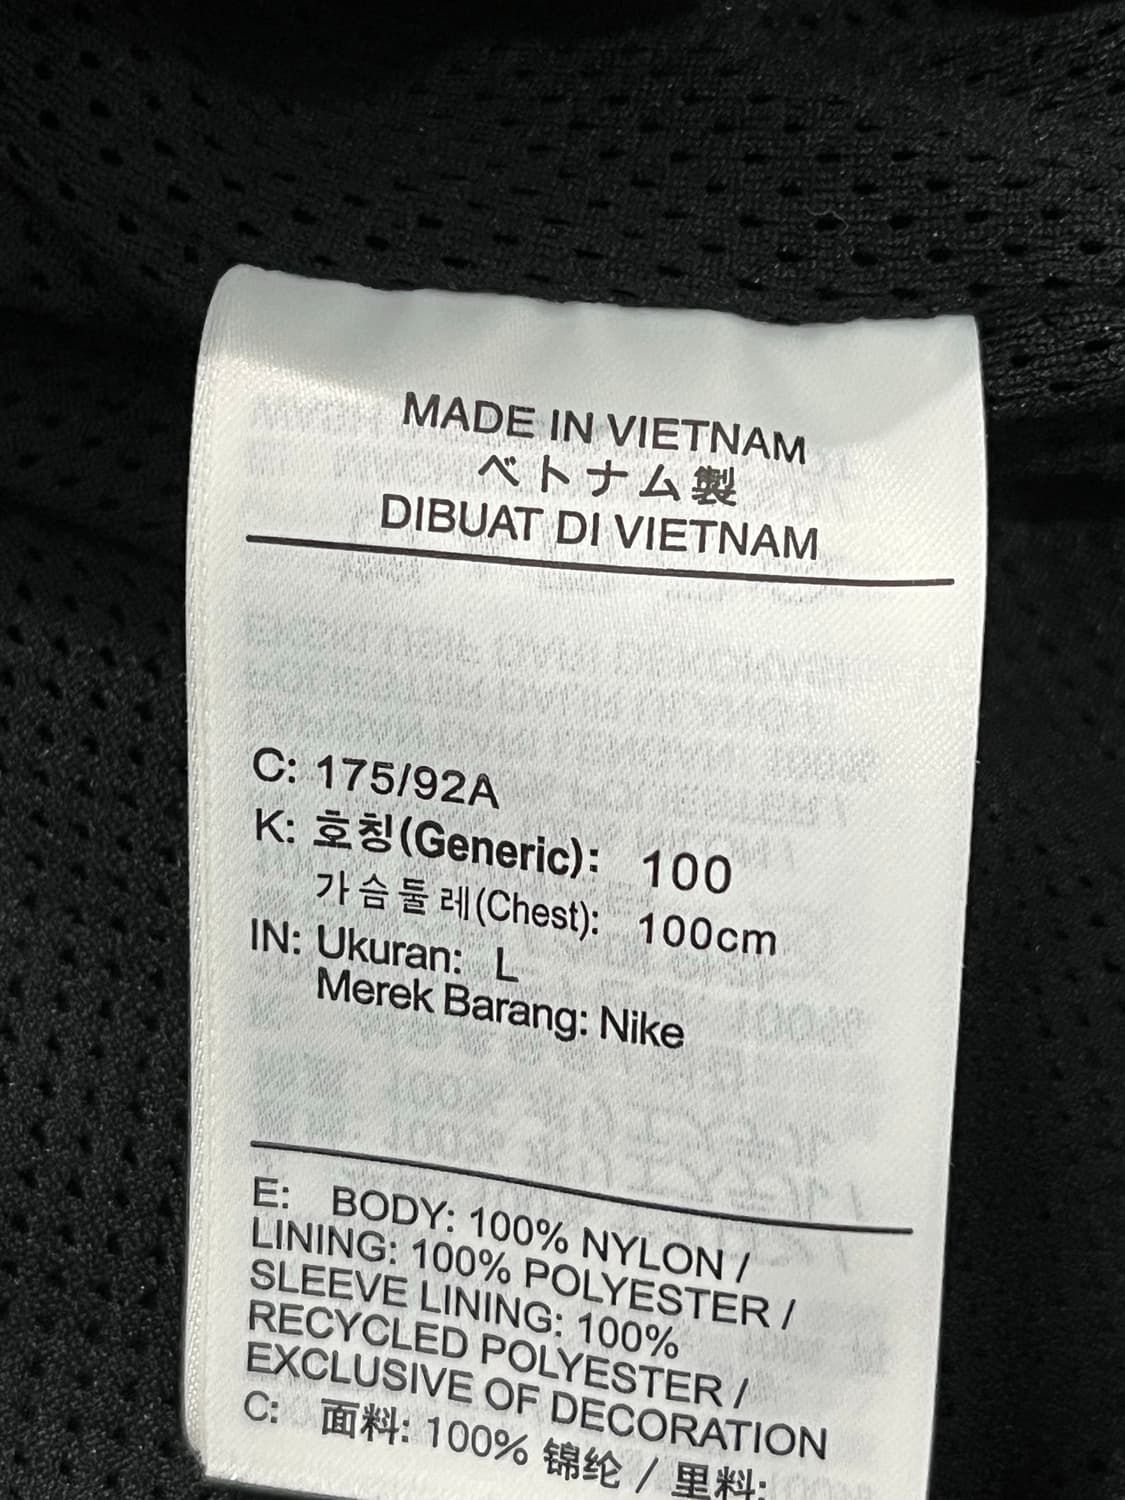 MADE IN VIETNAM
ベトナム製
DIBUAT DI VIETNAM
C: 175/92A
K: 호칭(Generic): 100
가슴둘레(Chest): 100cm
IN: Ukuran: L
Merek Barang: Nike
E: BODY: 100% NYLON /
LINING: 100% POLYESTER /
SLEEVE LINING: 100%
RECYCLED POLYESTER /
EXCLUSIVE OF DECORATION
C: 面料: 100% 锦纶 / 里料: